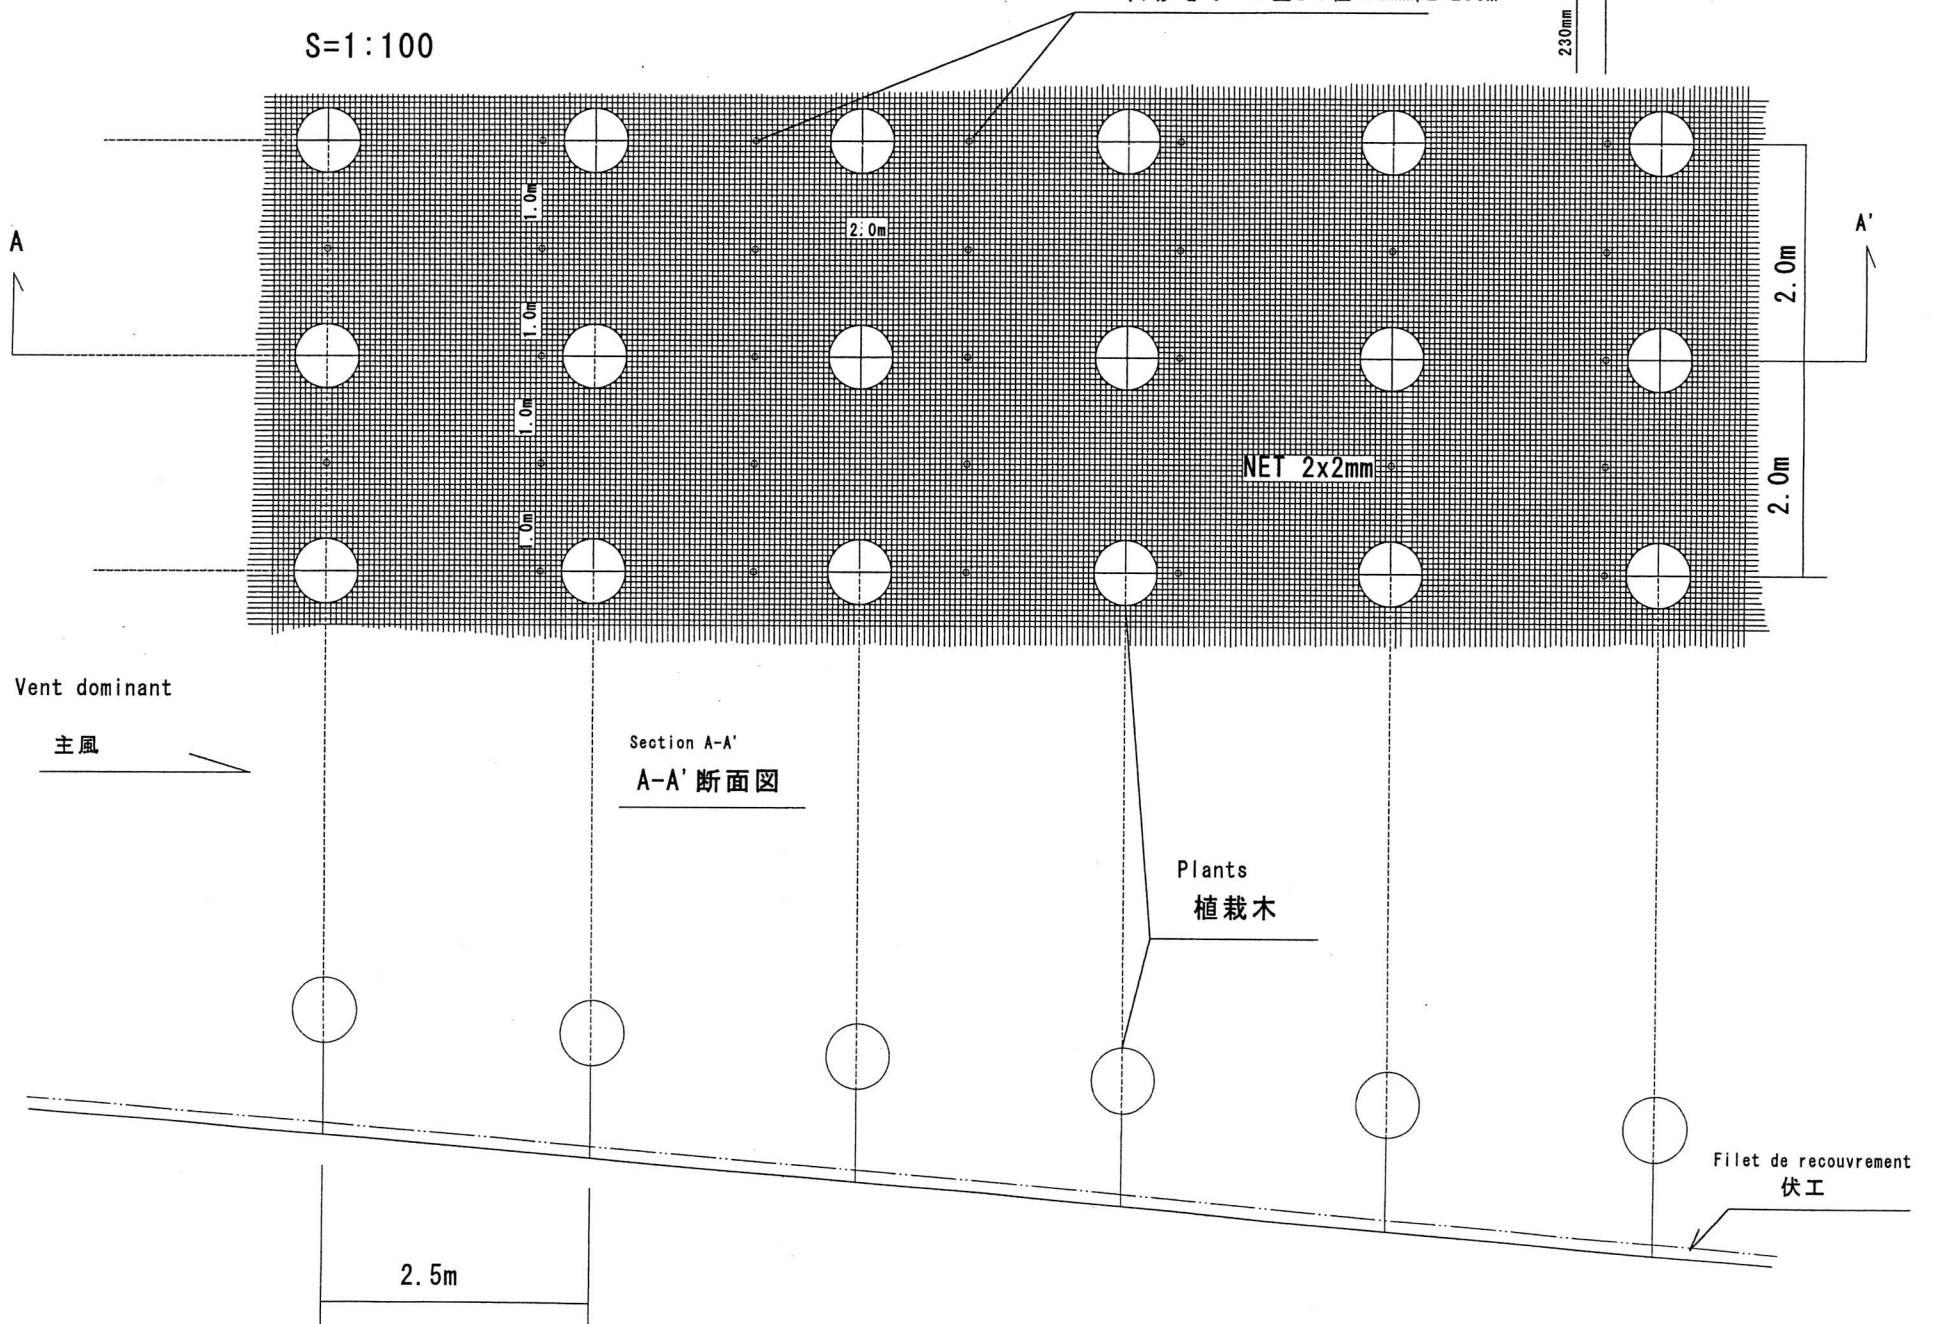 230mm
S=1:100
1.0m
2.0m
A
A'
2.0m
1.0m
1.0m
NET 2x2mm
2.0m
1.0m
Vent dominant
主風
Section A-A'
A-A' 断面図
Plants
植栽木
Filet de recouvrement
伏工
2.5m